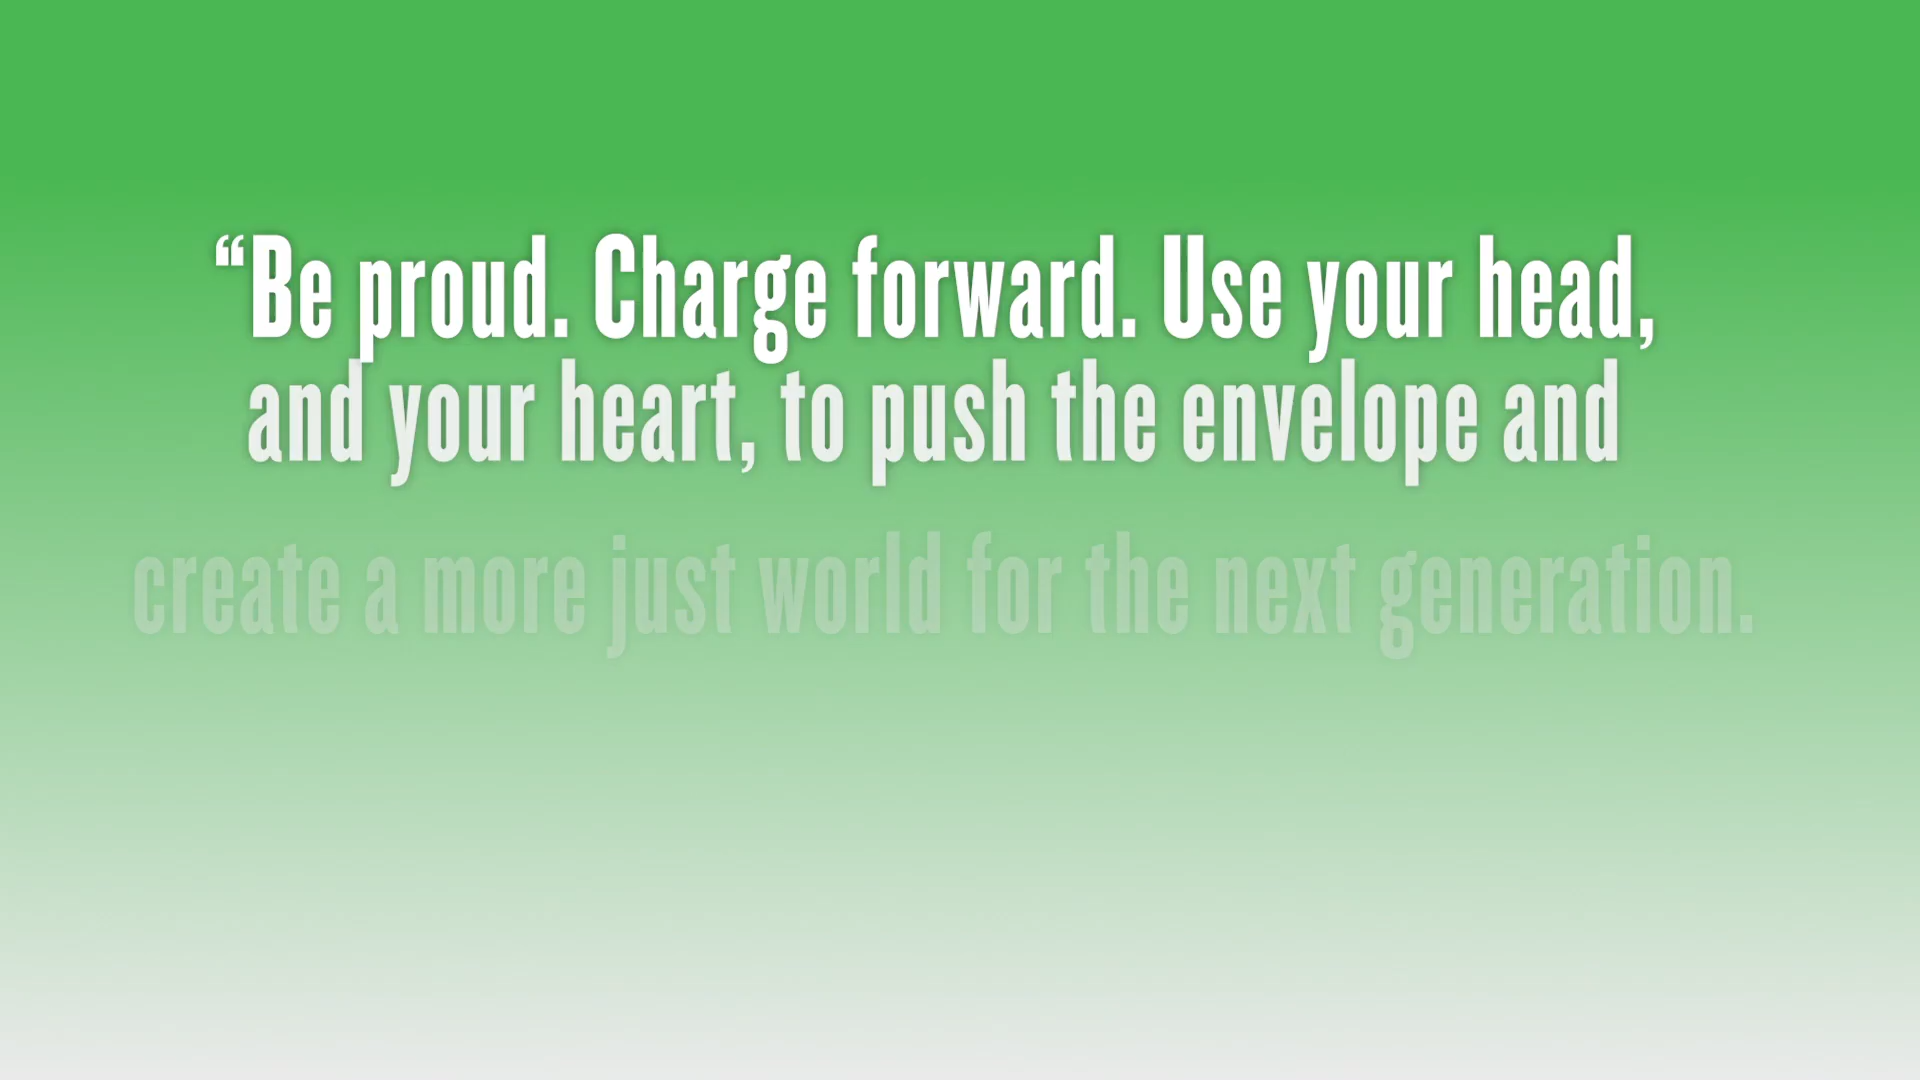 “Be proud. Charge forward. Use your head,
and your heart, to push the envelope and
create a more just world for the next generation.